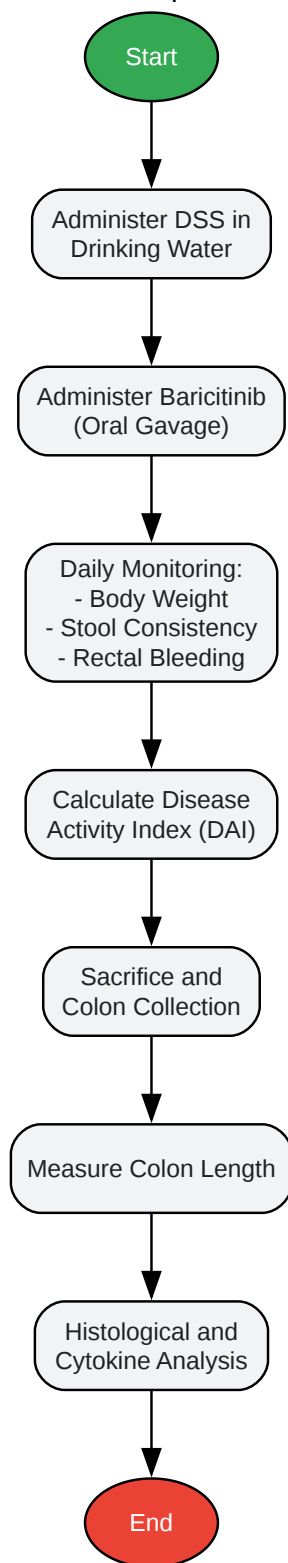 Start
Administer DSS in
Drinking Water
Administer Baricitinib
(Oral Gavage)
Daily Monitoring:
- Body Weight
- Stool Consistency
- Rectal Bleeding
Calculate Disease
Activity Index (DAI)
Sacrifice and
Colon Collection
Measure Colon Length
Histological and
Cytokine Analysis
End